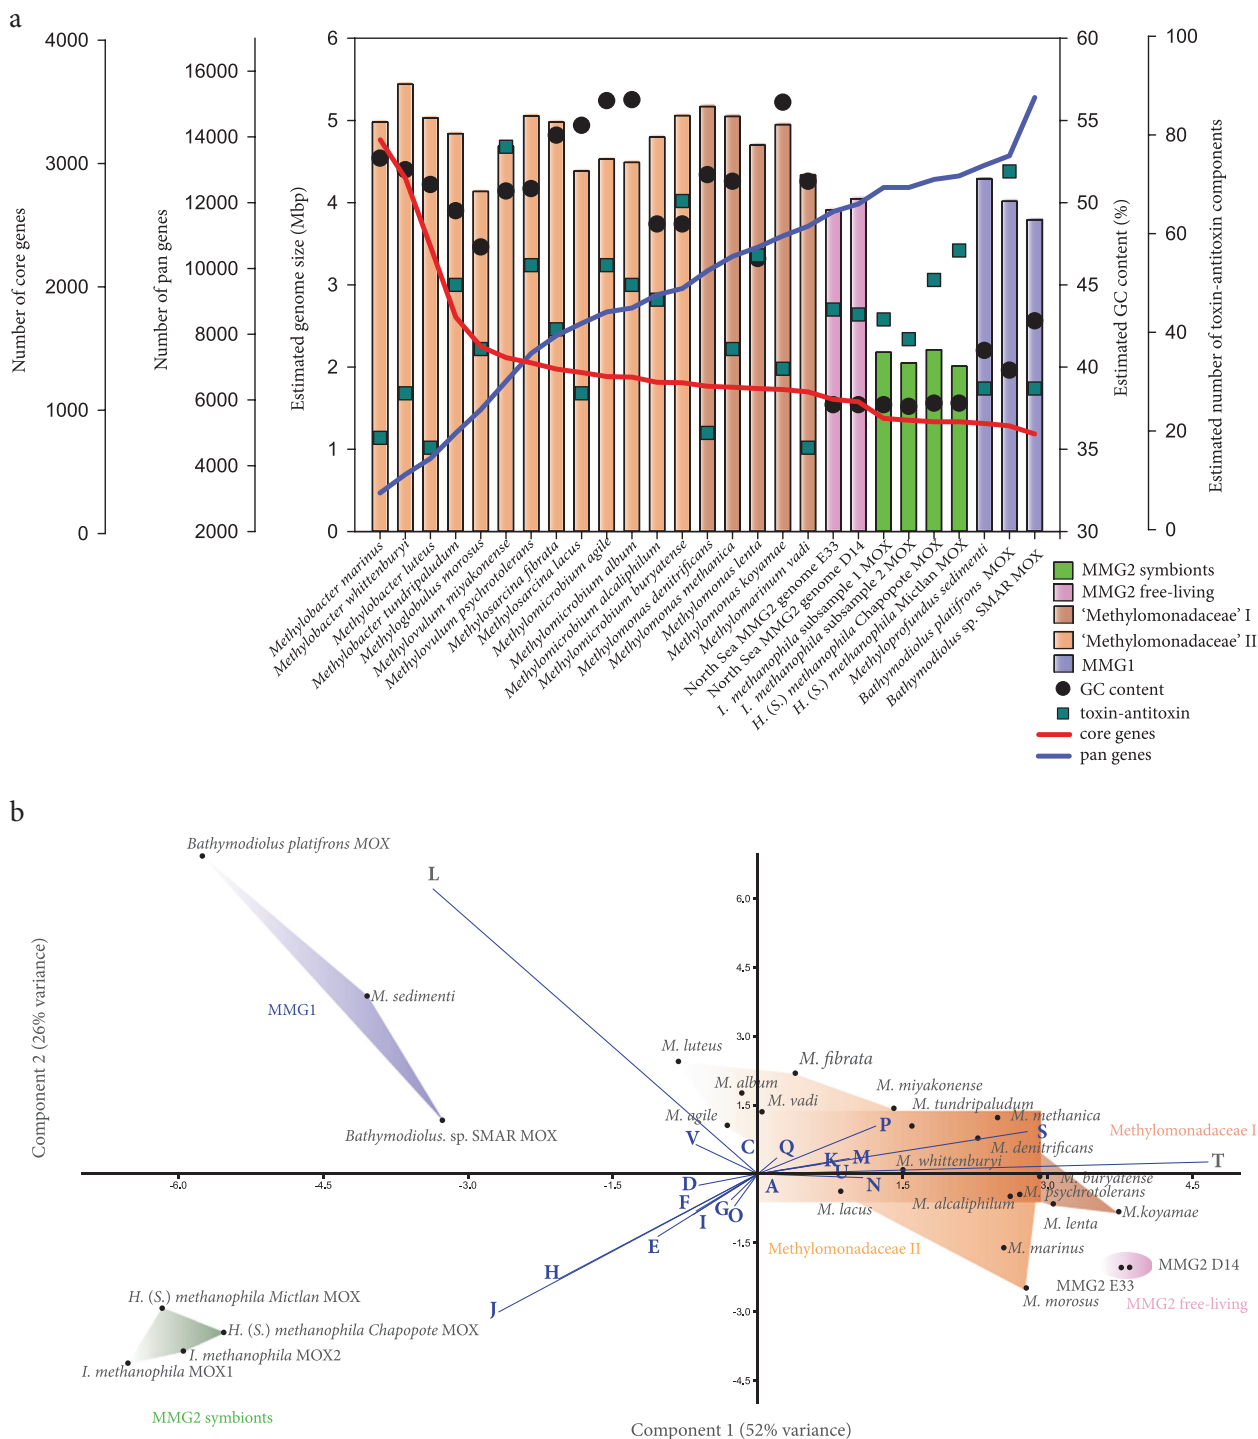 a
Number of core genes
4000
3000
2000
1000
0
Number of pan genes
16000
14000
12000
10000
8000
6000
4000
2000
Estimated genome size (Mbp)
6
5
4
3
2
1
0
60
55
50
45
40
35
30
Estimated GC content (%)
100
80
60
40
20
0
Estimated number of toxin-antitoxin components
Methylobacter marinus
Methylobacter whittenburyi
Methylobacter luteus
Methylobacter tundripaludum
Methyloglobulus morosus
Methylovulum miyakonense
Methylovulum psychrotolerans
Methylosarcina fibrata
Methylosarcina lacus
Methylomicrobium agile
Methylomicrobium album
Methylomicrobium alcaliphilum
Methylomicrobium buryatense
Methylomonas denitrificans
Methylomonas methanica
Methylomonas lenta
Methylomonas koyamae
Methylomarinum vadi
North Sea MMG2 genome E33
North Sea MMG2 genome D14
I. methanophila subsample 1 MOX
I. methanophila subsample 2 MOX
H. (S.) methanophila Chapopote MOX
H. (S.) methanophila Mictlan MOX
Methyloprofundus sedimenti
Bathymodiolus platifrons MOX
Bathymodiolus sp. SMAR MOX
MMG2 symbionts
MMG2 free-living
‘Methylomonadaceae’ I
‘Methylomonadaceae’ II
MMG1
GC content
toxin-antitoxin
core genes
pan genes
b
Bathymodiolus platifrons MOX
L
6.0
4.5
3.0
1.5
-1.5
-3.0
-4.5
Component 2 (26% variance)
M. sedimenti
MMG1
Bathymodiolus. sp. SMAR MOX
M. luteus
M. fibrata
M. album
M. vadi
M. miyakonense
M. agile
M. tundripaludum
M. methanica
P
S
Methylomonadaceae I
V
C
Q
M. denitrificans
K
M
U
M. whittenburyi
T
-6.0
-4.5
-3.0
-1.5
1.5
3.0
4.5
D
A
N
M. buryatense
M. psychrotolerans
F
G
I
O
M. lacus
M. alcaliphilum
M. lenta
M.koyamae
E
Methylomonadaceae II
M. marinus
H
MMG2 D14
MMG2 E33
M. morosus
MMG2 free-living
J
H. (S.) methanophila Mictlan MOX
H. (S.) methanophila Chapopote MOX
I. methanophila MOX2
I. methanophila MOX1
MMG2 symbionts
Component 1 (52% variance)